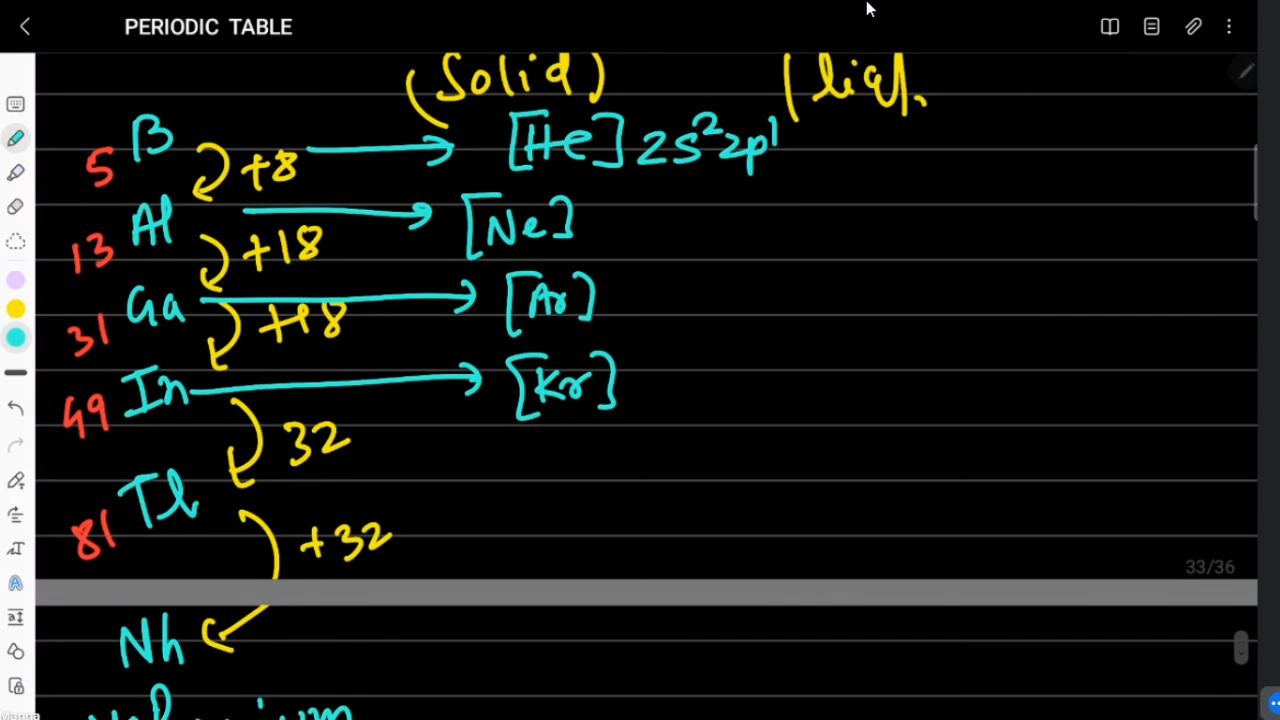 PERIODIC TABLE
(Solid) (liq).
5 B +8 [He] 2s²2p¹
13 Al +18 [Ne]
31 Ga +18 [Ar]
49 In [Kr]
32
81 Tl
+32
33/36
Nh